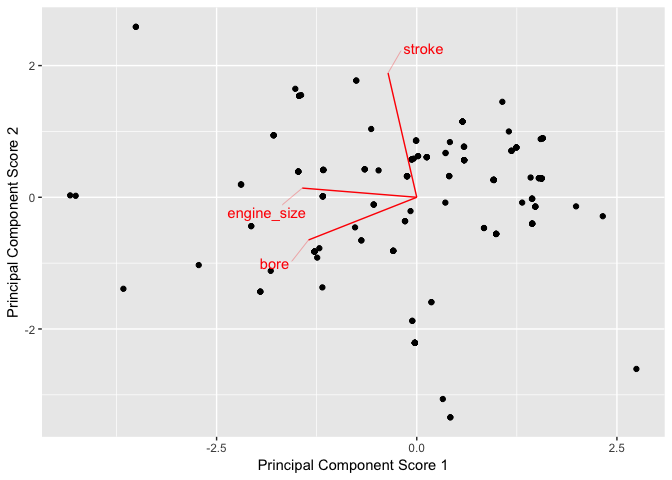 stroke
2
Principal Component Score 2
0
engine_size
bore
-2
-2.5
0.0
2.5
Principal Component Score 1